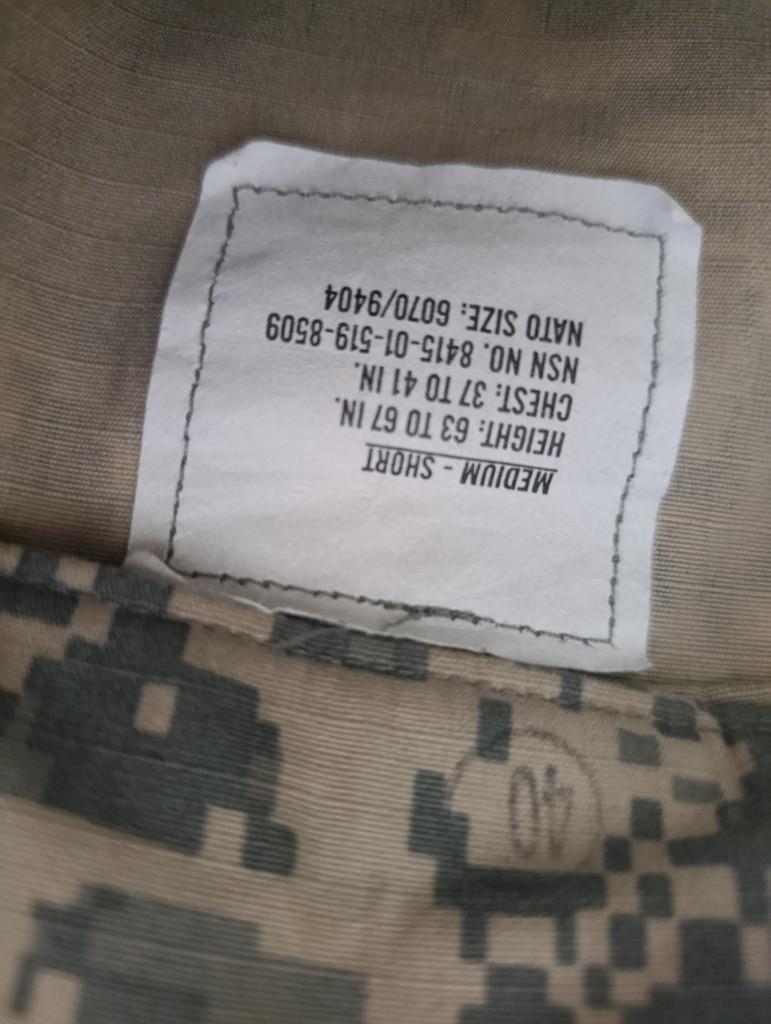 MEDIUM - SHORT
HEIGHT: 63 TO 67 IN.
CHEST: 37 TO 41 IN.
NSN NO. 8415-01-519-8509
NATO SIZE: 6070/9404
40